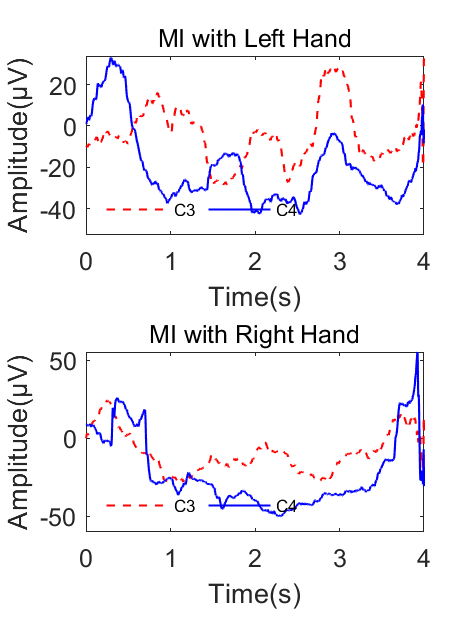 MI with Left Hand
Amplitude(µV)
20
0
-20
-40
C3
C4
0
1
2
3
4
Time(s)
MI with Right Hand
Amplitude(µV)
50
0
-50
C3
C4
0
1
2
3
4
Time(s)